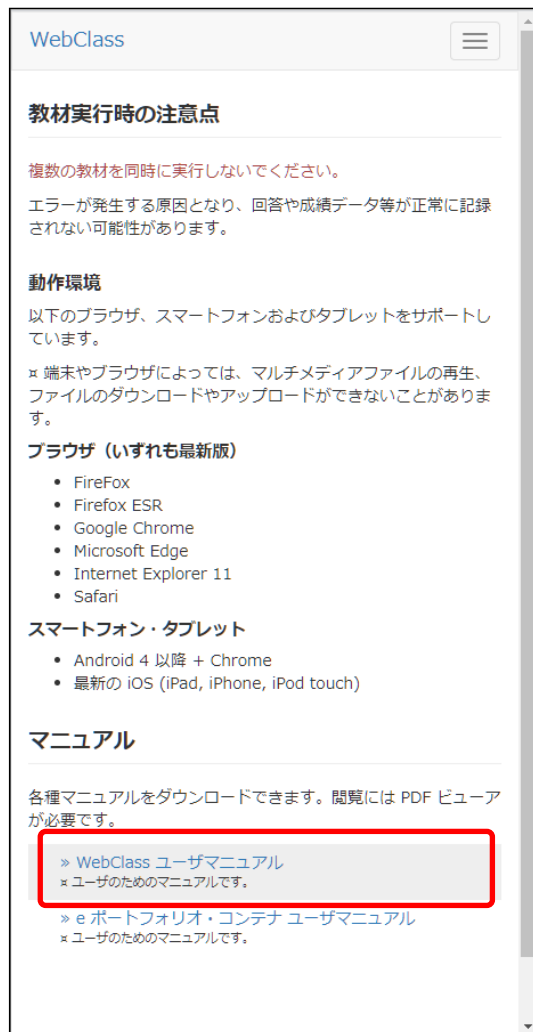 WebClass
教材実行時の注意点
複数の教材を同時に実行しないでください。
エラーが発生する原因となり、回答や成績データ等が正常に記録
されない可能性があります。
動作環境
以下のブラウザ、スマートフォンおよびタブレットをサポートし
ています。
¤ 端末やブラウザによっては、マルチメディアファイルの再生、
ファイルのダウンロードやアップロードができないことがありま
す。
ブラウザ（いずれも最新版）
• FireFox
• Firefox ESR
• Google Chrome
• Microsoft Edge
• Internet Explorer 11
• Safari
スマートフォン・タブレット
• Android 4 以降 + Chrome
• 最新の iOS (iPad, iPhone, iPod touch)
マニュアル
各種マニュアルをダウンロードできます。閲覧には PDF ビューア
が必要です。
» WebClass ユーザマニュアル
¤ ユーザのためのマニュアルです。
» e ポートフォリオ・コンテナ ユーザマニュアル
¤ ユーザのためのマニュアルです。